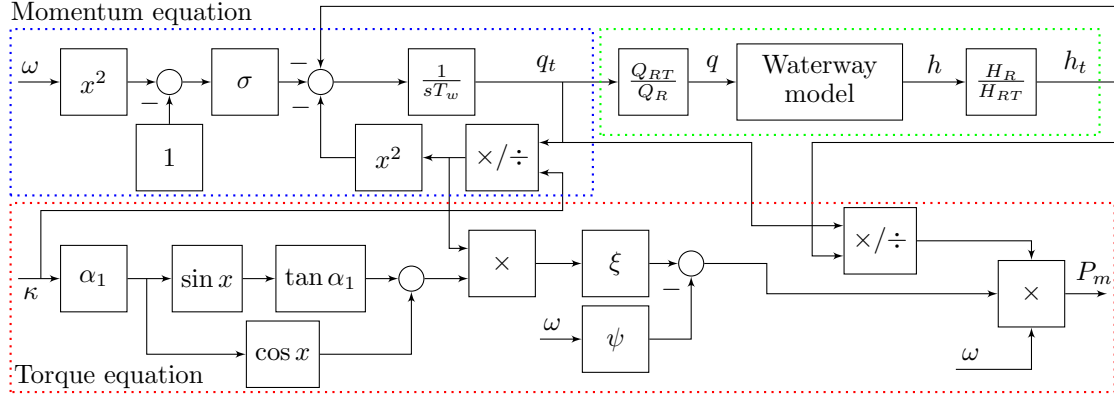 Momentum equation
ω
x²
−
1
σ
−
−
1/(sT_w)
q_t
x²
×/÷
Q_RT/Q_R
q
Waterway
model
h
H_R/H_RT
h_t
κ
α₁
sin x
tan α₁
cos x
×
ξ
−
ω
ψ
×/÷
×
P_m
ω
Torque equation